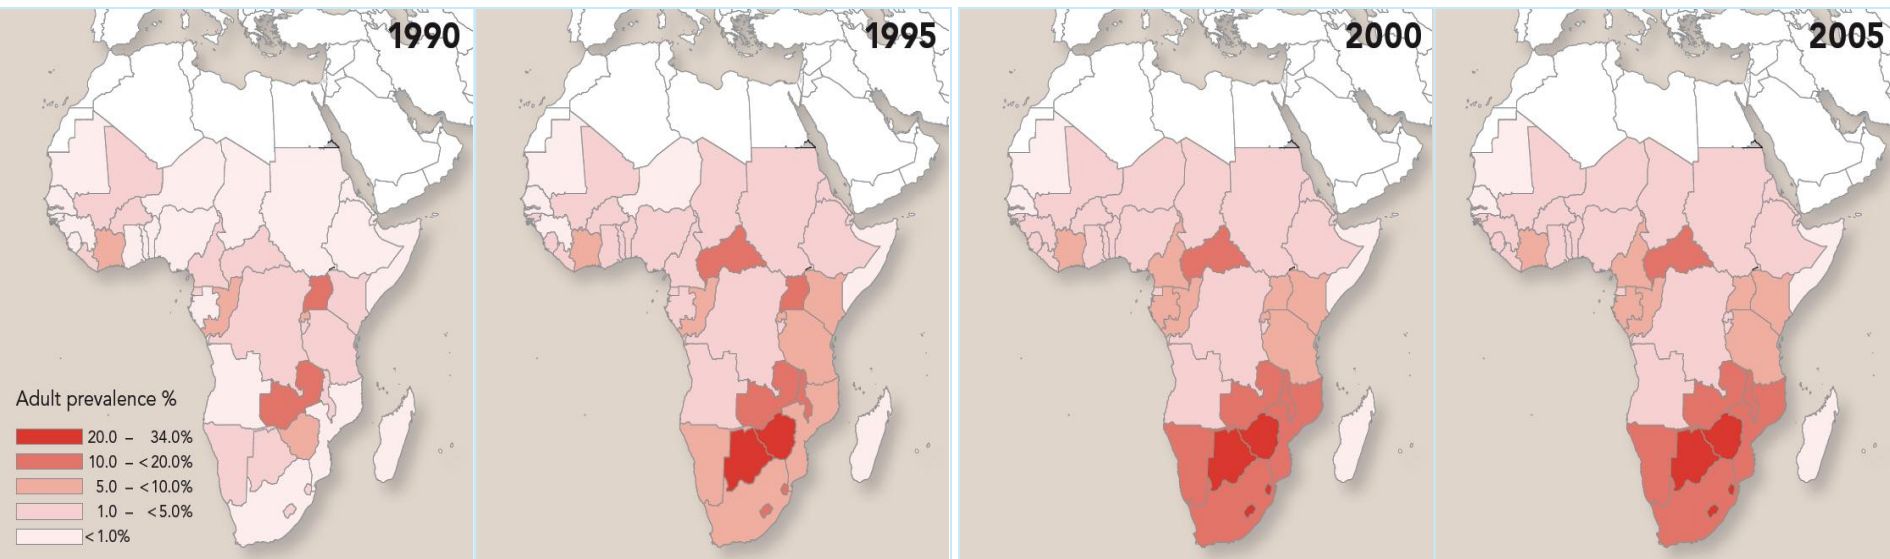 1990
1995
2000
2005
Adult prevalence %
20.0 – 34.0%
10.0 – <20.0%
5.0 – <10.0%
1.0 – <5.0%
<1.0%